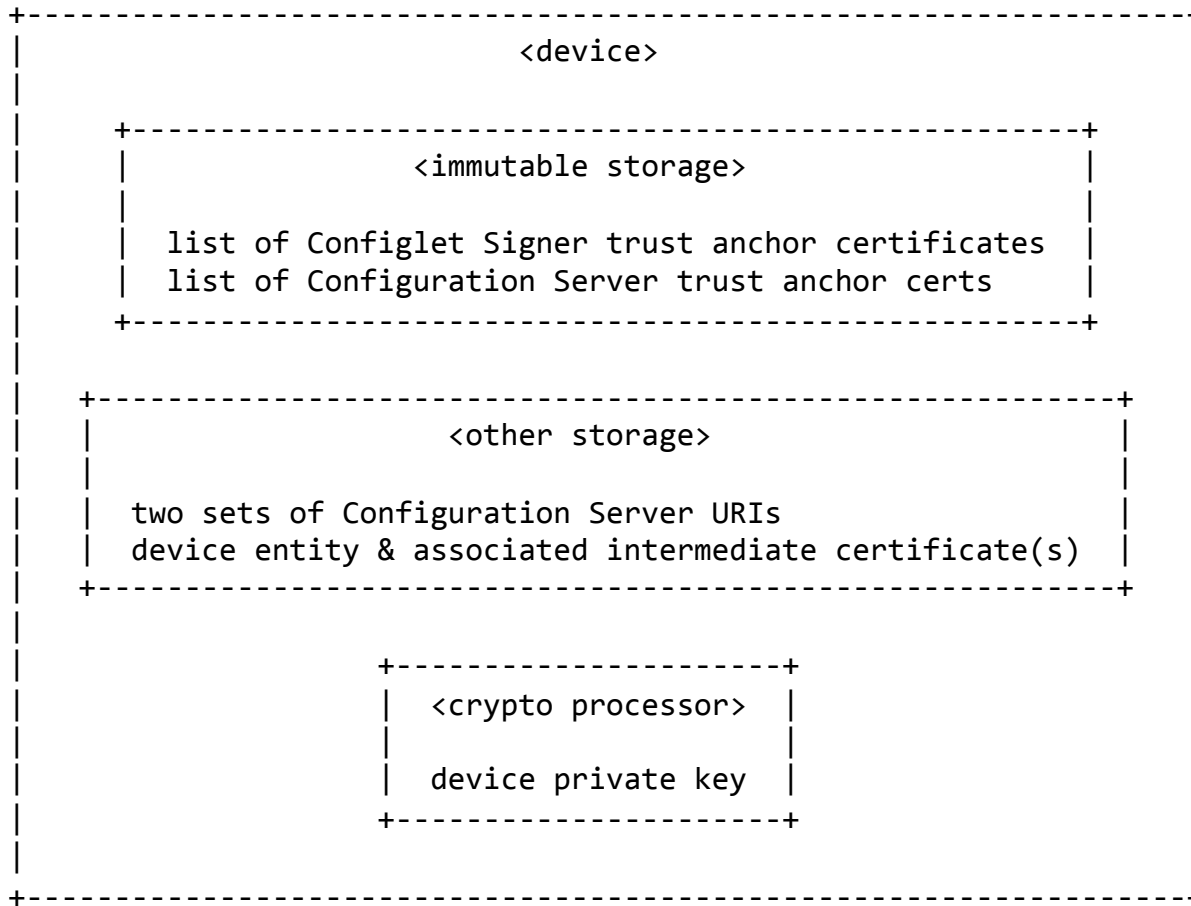 <device>
<immutable storage>
list of Configlet Signer trust anchor certificates
list of Configuration Server trust anchor certs
<other storage>
two sets of Configuration Server URIs
device entity & associated intermediate certificate(s)
<crypto processor>
device private key